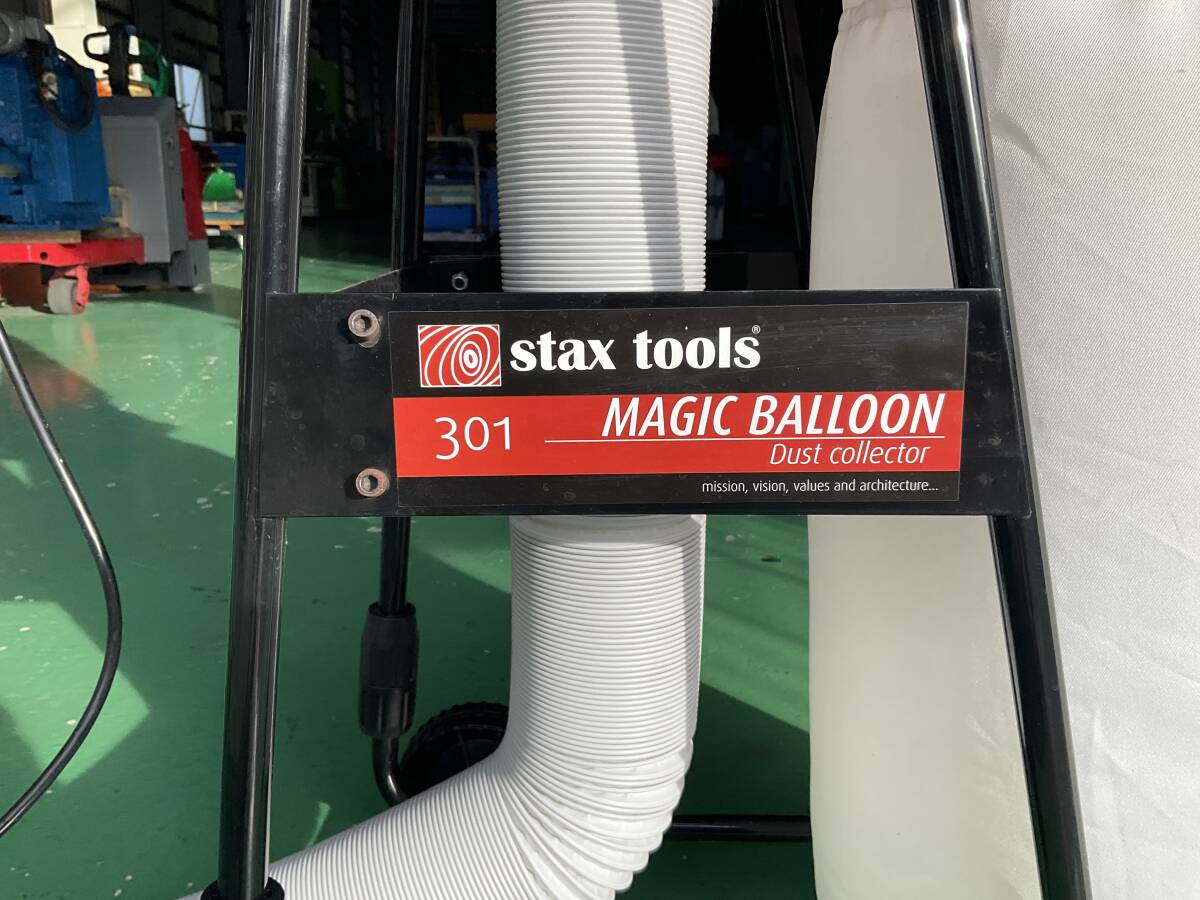 stax tools®
301
MAGIC BALLOON
Dust collector
mission, vision, values and architecture...